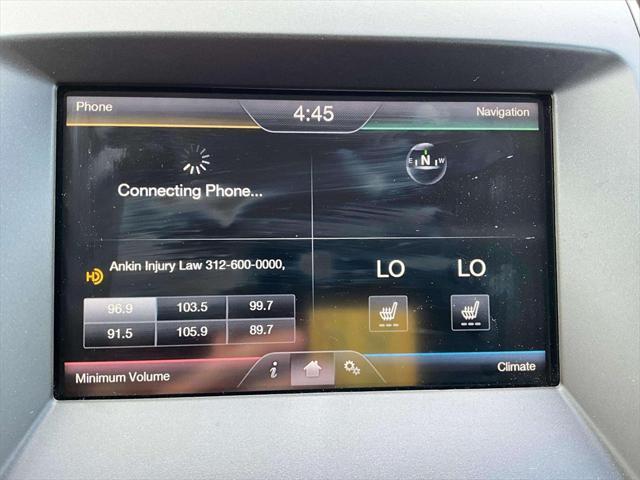 Phone 4:45 Navigation
E N W
Connecting Phone...
HD Ankin Injury Law 312-600-0000,
LO LO
96.9 103.5 99.7
91.5 105.9 89.7
Minimum Volume i Climate